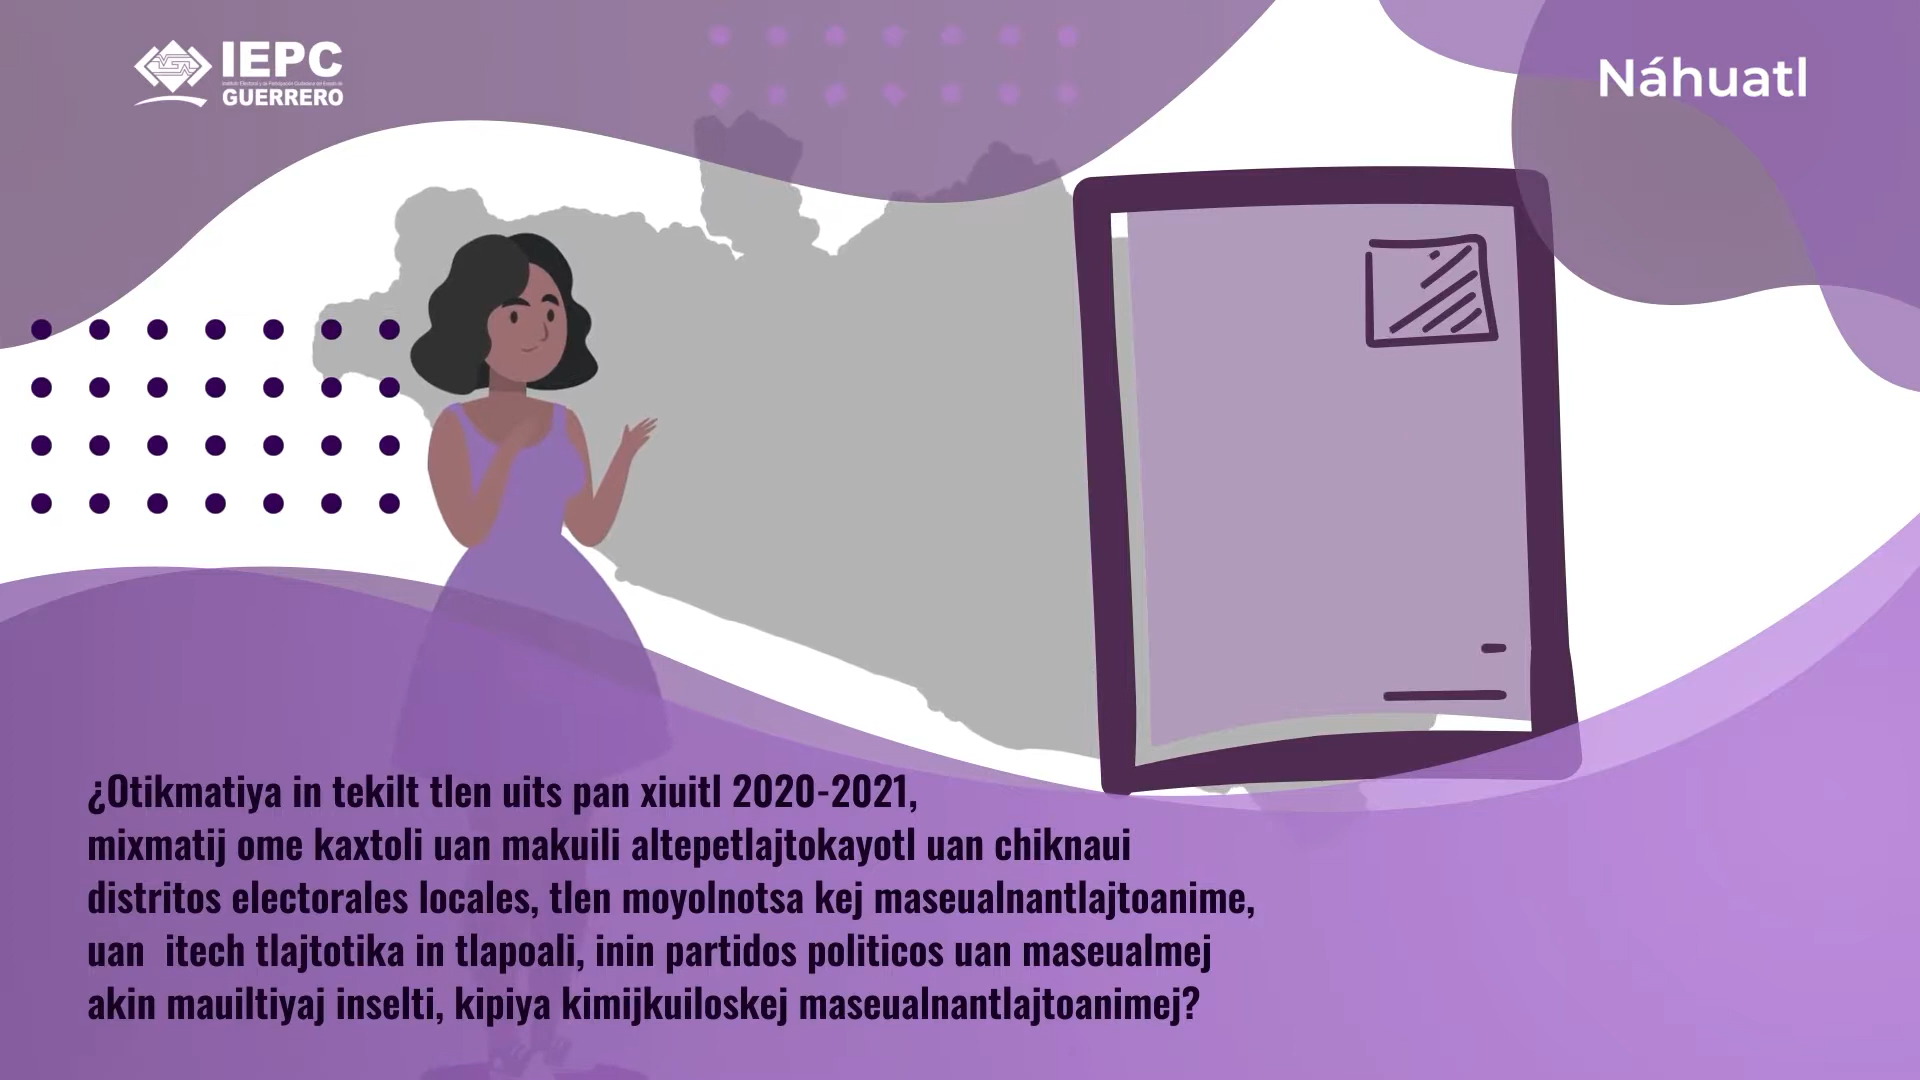 IEPC
GUERRERO
Náhuatl
¿Otikmatiya in tekilt tlen uits pan xiuitl 2020-2021,
mixmatij ome kaxtoli uan makuili altepetlajtokayotl uan chiknaui
distritos electorales locales, tlen moyolnotsa kej maseualnantlajtoanime,
uan  itech tlajtotika in tlapoali, inin partidos politicos uan maseualmej
akin mauiltiyaj inselti, kipiya kimijkuiloskej maseualnantlajtoanimej?